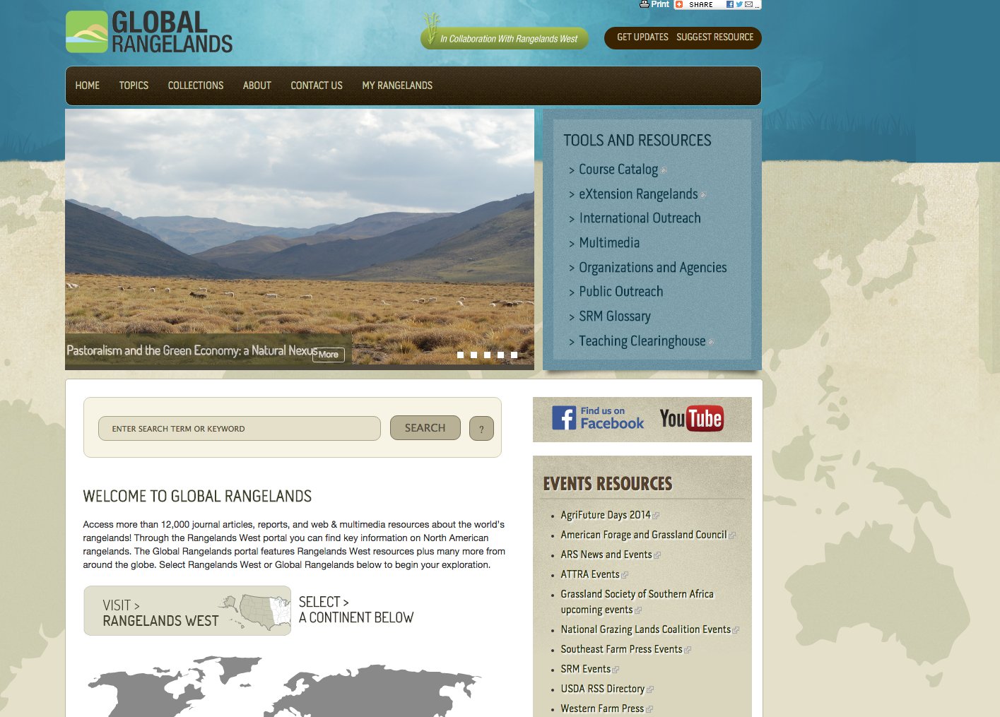 Print SHARE ...
GLOBAL
RANGELANDS
In Collaboration With Rangelands West
GET UPDATES SUGGEST RESOURCE
HOME TOPICS COLLECTIONS ABOUT CONTACT US MY RANGELANDS
Pastoralism and the Green Economy: a Natural Nexus
More
TOOLS AND RESOURCES
> Course Catalog
> eXtension Rangelands
> International Outreach
> Multimedia
> Organizations and Agencies
> Public Outreach
> SRM Glossary
> Teaching Clearinghouse
ENTER SEARCH TERM OR KEYWORD
SEARCH
?
WELCOME TO GLOBAL RANGELANDS
Access more than 12,000 journal articles, reports, and web & multimedia resources about the world's
rangelands! Through the Rangelands West portal you can find key information on North American
rangelands. The Global Rangelands portal features Rangelands West resources plus many more from
around the globe. Select Rangelands West or Global Rangelands below to begin your exploration.
VISIT >
RANGELANDS WEST
SELECT >
A CONTINENT BELOW
Find us on
Facebook
YouTube
EVENTS RESOURCES
• AgriFuture Days 2014
• American Forage and Grassland Council
• ARS News and Events
• ATTRA Events
• Grassland Society of Southern Africa
upcoming events
• National Grazing Lands Coalition Events
• Southeast Farm Press Events
• SRM Events
• USDA RSS Directory
• Western Farm Press